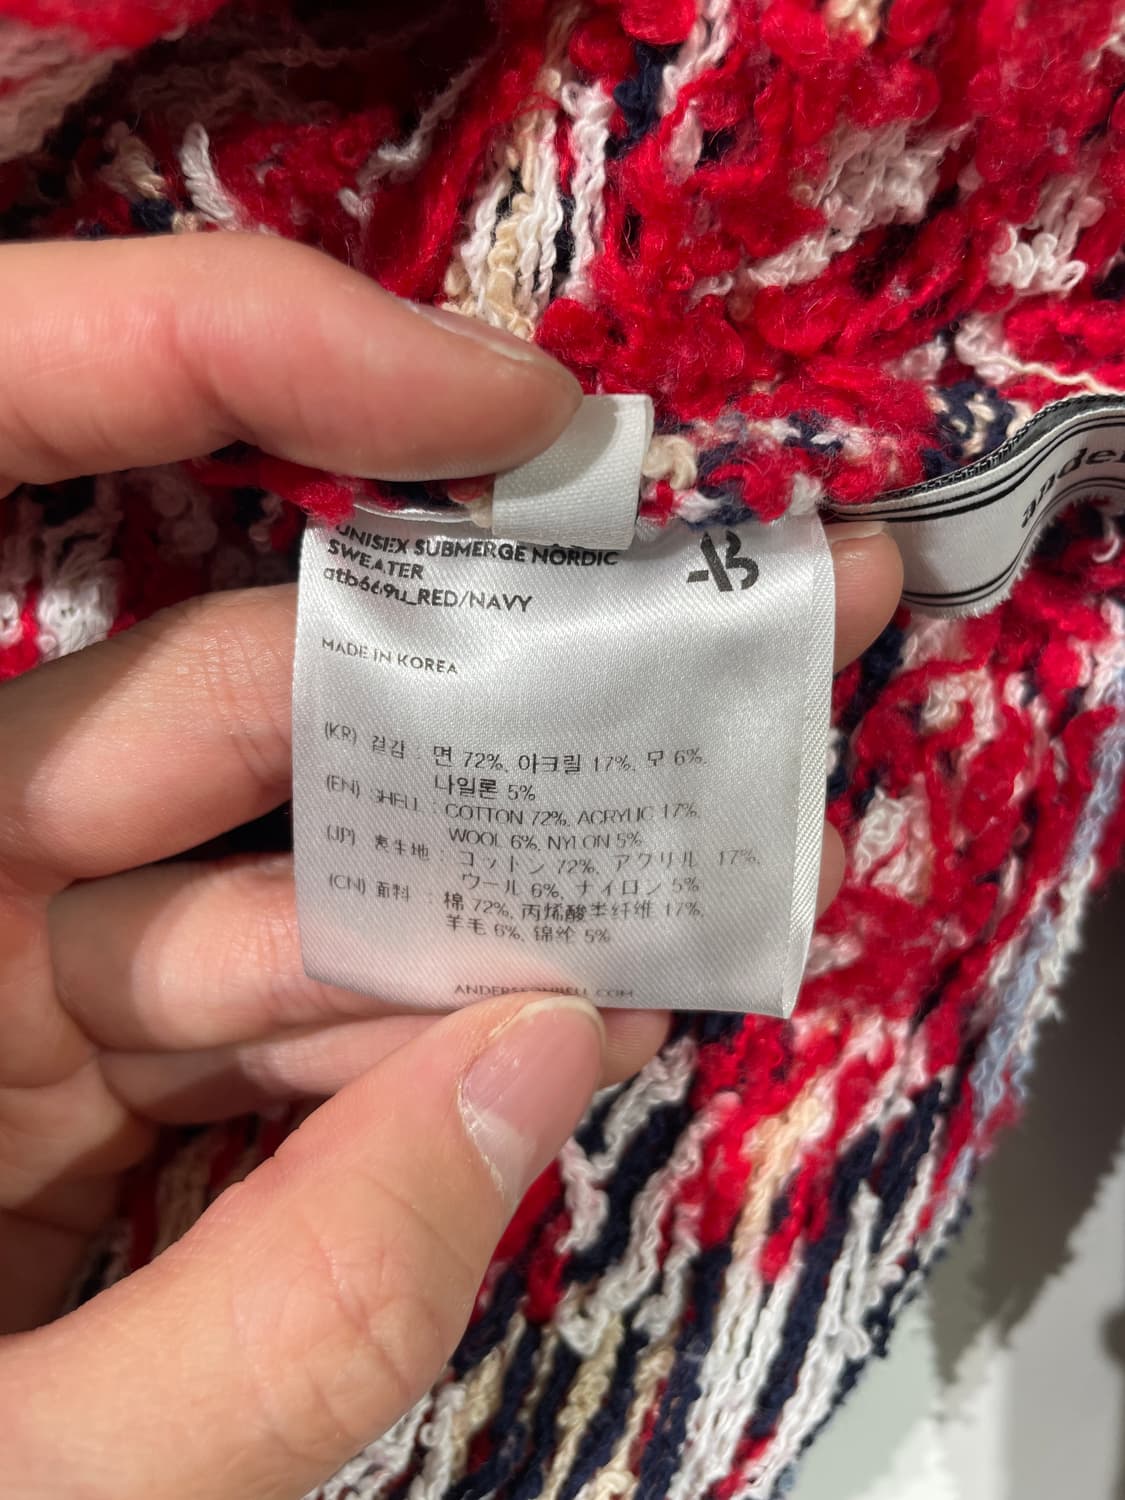 UNISEX SUBMERGE NORDIC
SWEATER
atb669u_RED/NAVY
MADE IN KOREA
(KR) 겉감 : 면 72%, 아크릴 17%, 모 6%,
나일론 5%
(EN) SHELL : COTTON 72%, ACRYLIC 17%,
WOOL 6%, NYLON 5%
(JP) 表生地 : コットン 72%, アクリル 17%,
ウール 6%, ナイロン 5%
(CN) 面料 : 棉 72%, 丙烯酸类纤维 17%,
羊毛 6%, 锦纶 5%
ANDERSSONBELL.COM
ander